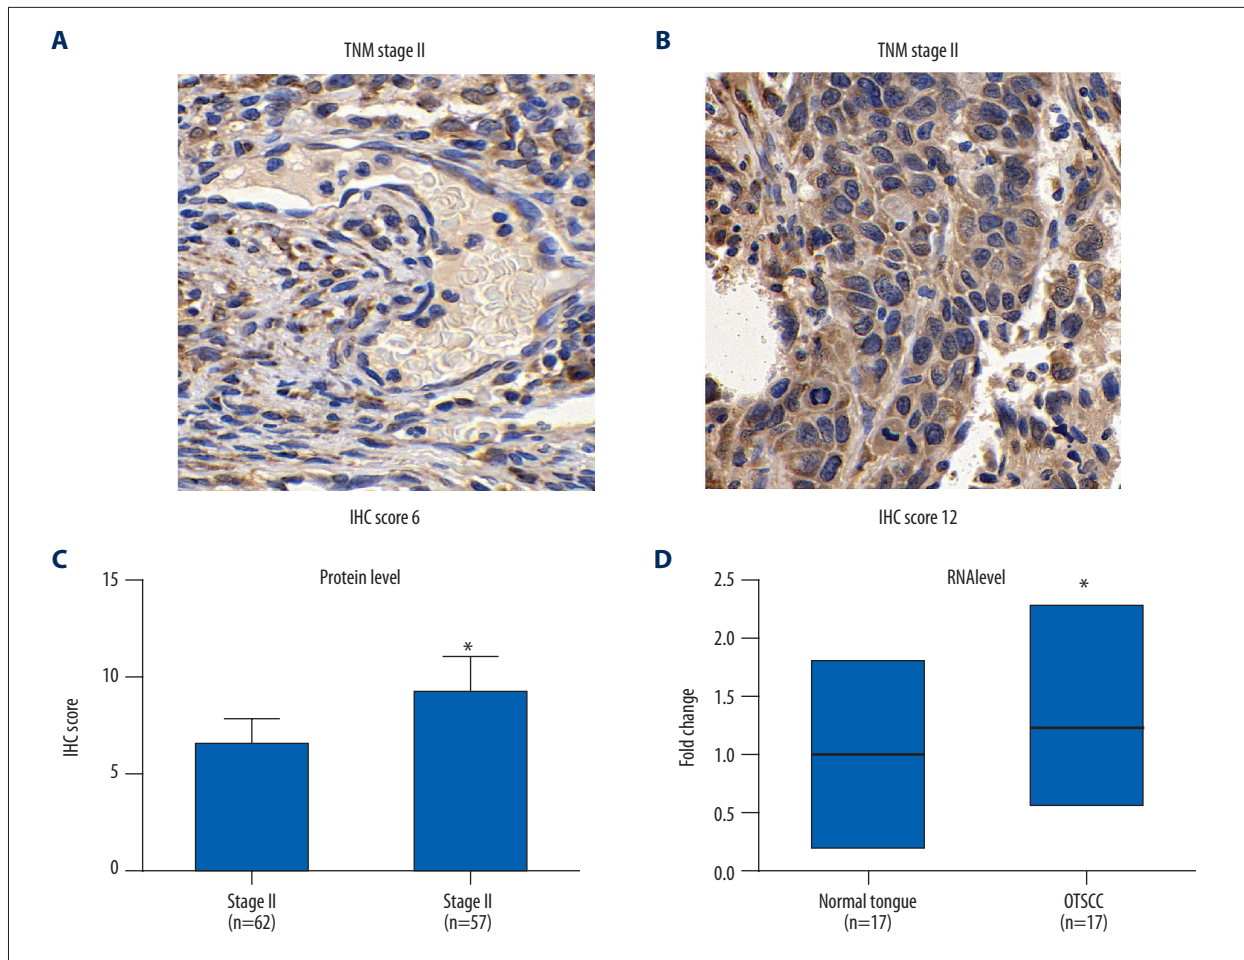 A
TNM stage II
IHC score 6
B
TNM stage II
IHC score 12
C
Protein level
15
10
5
0
IHC score
*
Stage II
(n=62)
Stage II
(n=57)
D
RNAlevel
2.5
2.0
1.5
1.0
0.5
0.0
Fold change
*
Normal tongue
(n=17)
OTSCC
(n=17)